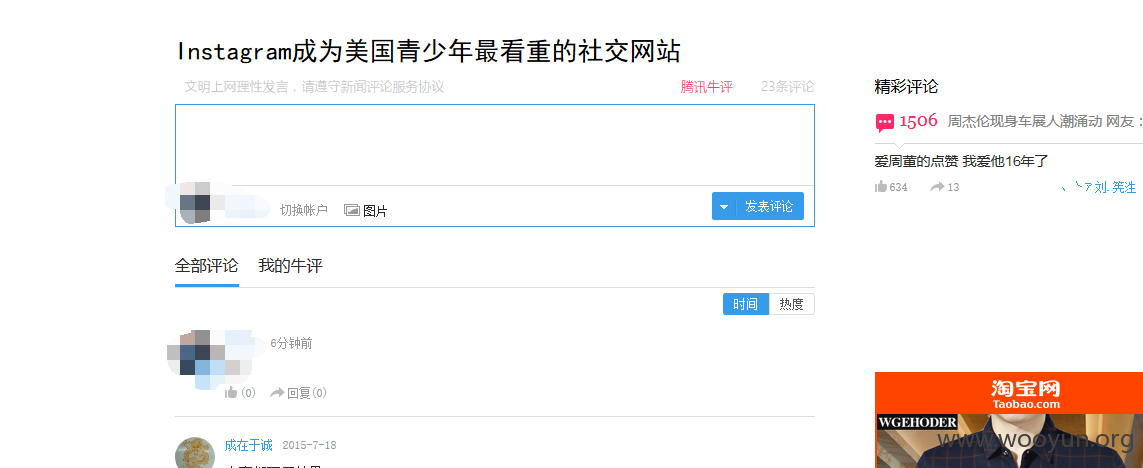 Instagram成为美国青少年最看重的社交网站
文明上网理性发言，请遵守新闻评论服务协议
腾讯牛评
23条评论
切换帐户
图片
发表评论
全部评论
我的牛评
时间
热度
6分钟前
(0)
回复(0)
成在于诚
2015-7-18
精彩评论
1506 周杰伦现身车展人潮涌动 网友：
爱周董的点赞 我爱他16年了
634
13
淘宝网
Taobao.com
WGEHODER
www.wooyun.org